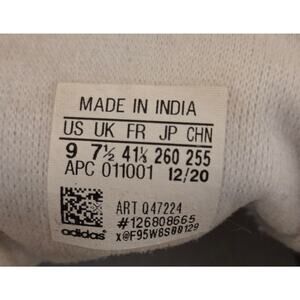 MADE IN INDIA
US UK FR JP CHN
9 7½ 41⅓ 260 255
APC 011001 12/20
ART Q47224
#126808665
adidas x@F95W8S00129